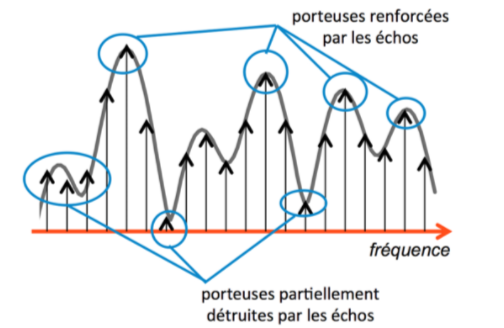 porteuses renforcées
par les échos
fréquence
porteuses partiellement
détruites par les échos